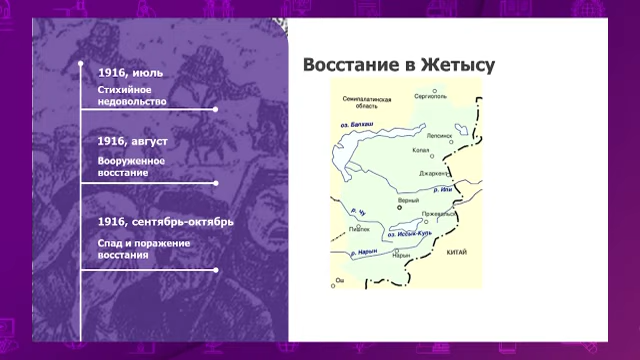 Восстание в Жетысу
1916, июль
Стихийное
недовольство
1916, август
Вооруженное
восстание
1916, сентябрь-октябрь
Спад и поражение
восстания
Семипалатинская
область
Сергиополь
оз. Балхаш
Лепсинск
Копал
Джаркент
р. Или
Верный
р. Чу
Пржевальск
Пишпек
оз. Иссык-Куль
р. Нарын
Нарын
КИТАЙ
Ош